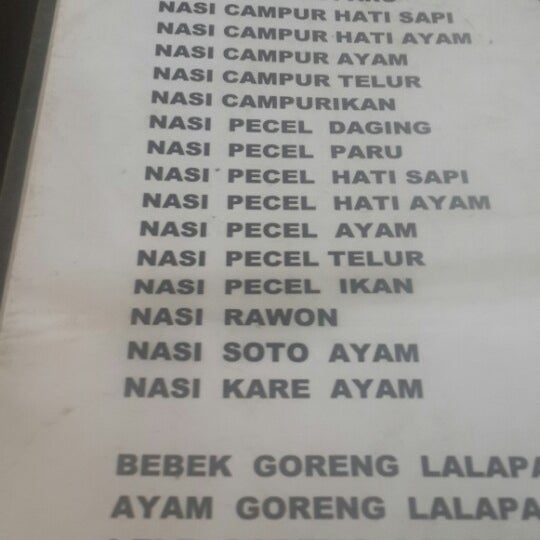 NASI CAMPUR HATI SAPI
NASI CAMPUR HATI AYAM
NASI CAMPUR AYAM
NASI CAMPUR TELUR
NASI CAMPURIKAN
NASI PECEL DAGING
NASI PECEL PARU
NASI PECEL HATI SAPI
NASI PECEL HATI AYAM
NASI PECEL AYAM
NASI PECEL TELUR
NASI PECEL IKAN
NASI RAWON
NASI SOTO AYAM
NASI KARE AYAM
BEBEK GORENG LALAPA
AYAM GORENG LALAPA